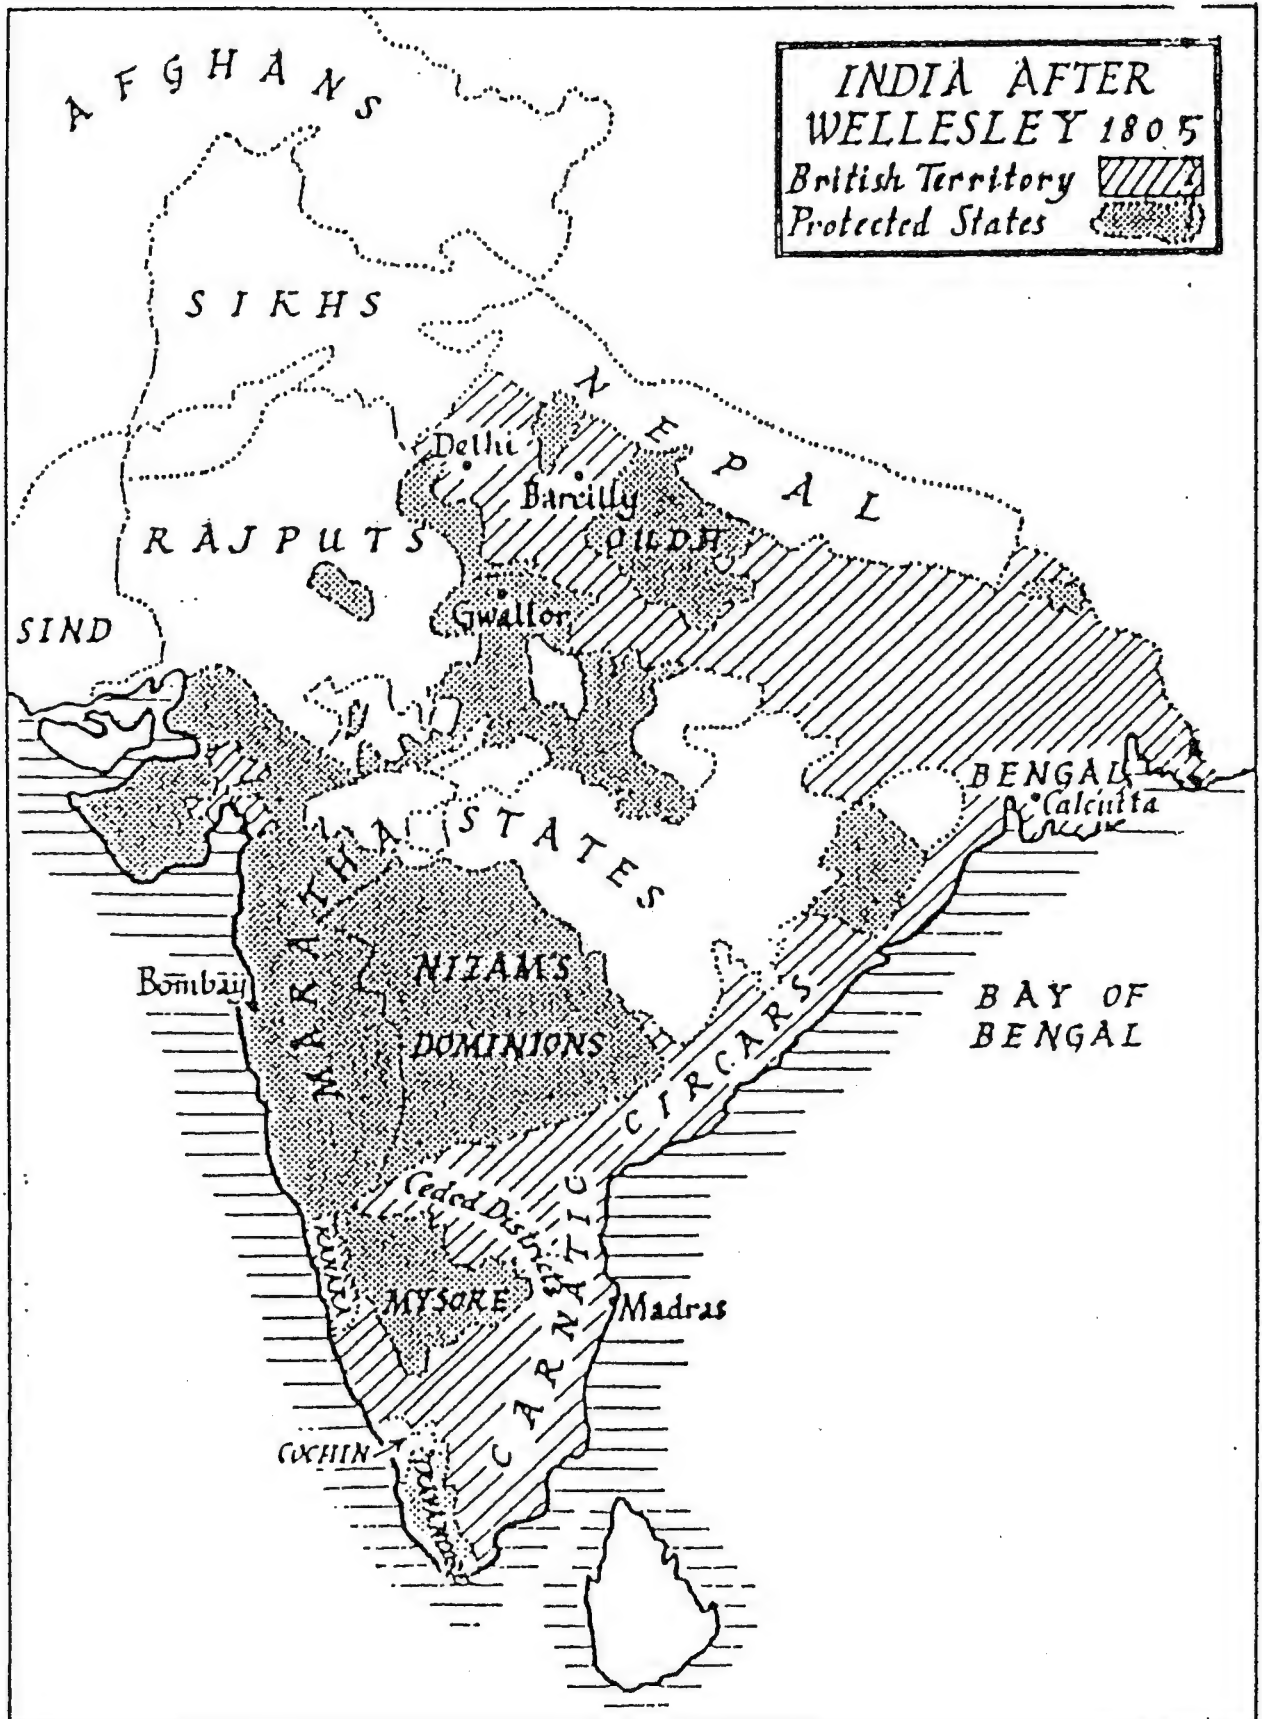 AFGHANS
INDIA AFTER
WELLESLEY 1805
British Territory
Protected States
SIKHS
NEPAL
Delhi
Bareilly
OUDH
RAJPUTS
Gwalior
SIND
BENGAL
Calcutta
MARATHA STATES
NIZAM'S
DOMINIONS
Bombay
BAY OF
BENGAL
CIRCARS
Ceded Districts
CARNATIC
KANARA
MYSORE
Madras
COCHIN